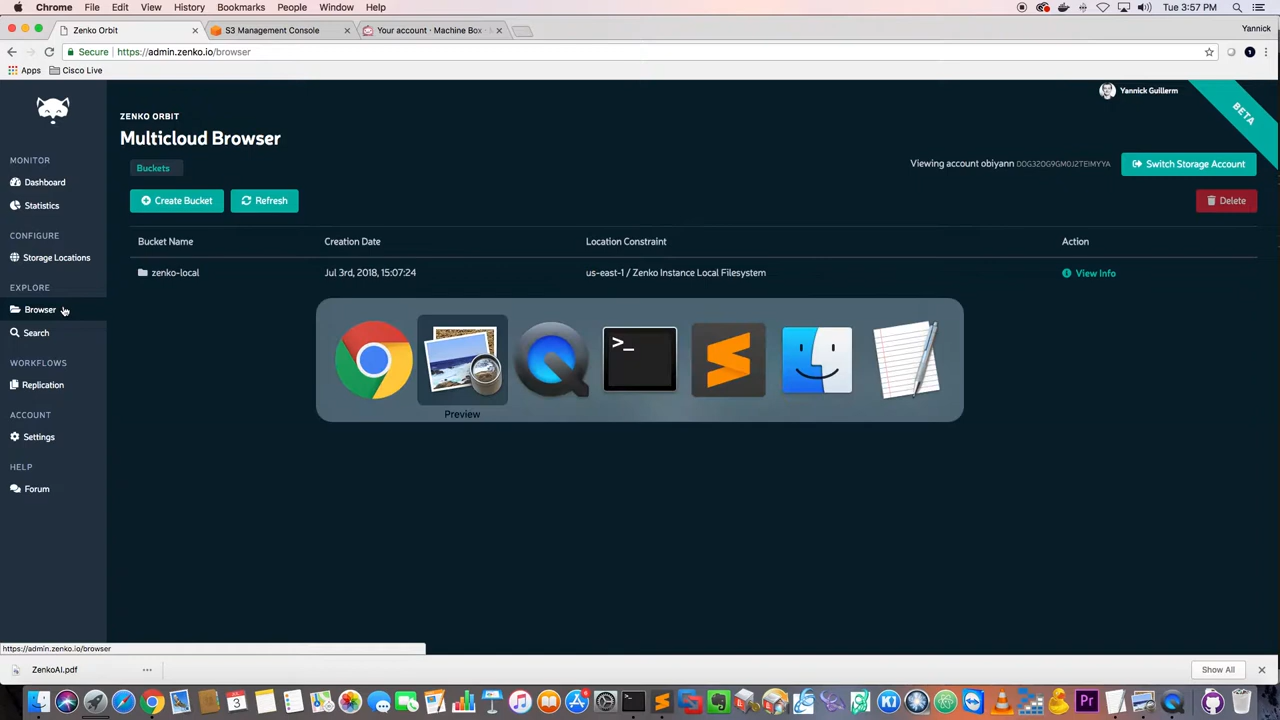 Chrome File Edit View History Bookmarks People Window Help
Tue 3:57 PM
Zenko Orbit
S3 Management Console
Your account · Machine Box ·
Yannick
Secure https://admin.zenko.io/browser
Apps Cisco Live
Yannick Guillerm
BETA
ZENKO ORBIT
Multicloud Browser
Buckets
Viewing account obiyann
Switch Storage Account
Create Bucket
Refresh
Delete
Bucket Name Creation Date Location Constraint Action
zenko-local Jul 3rd, 2018, 15:07:24 us-east-1 / Zenko Instance Local Filesystem View Info
MONITOR
Dashboard
Statistics
CONFIGURE
Storage Locations
EXPLORE
Browser
Search
WORKFLOWS
Replication
ACCOUNT
Settings
HELP
Forum
>_
Preview
https://admin.zenko.io/browser
ZenkoAI.pdf
Show All